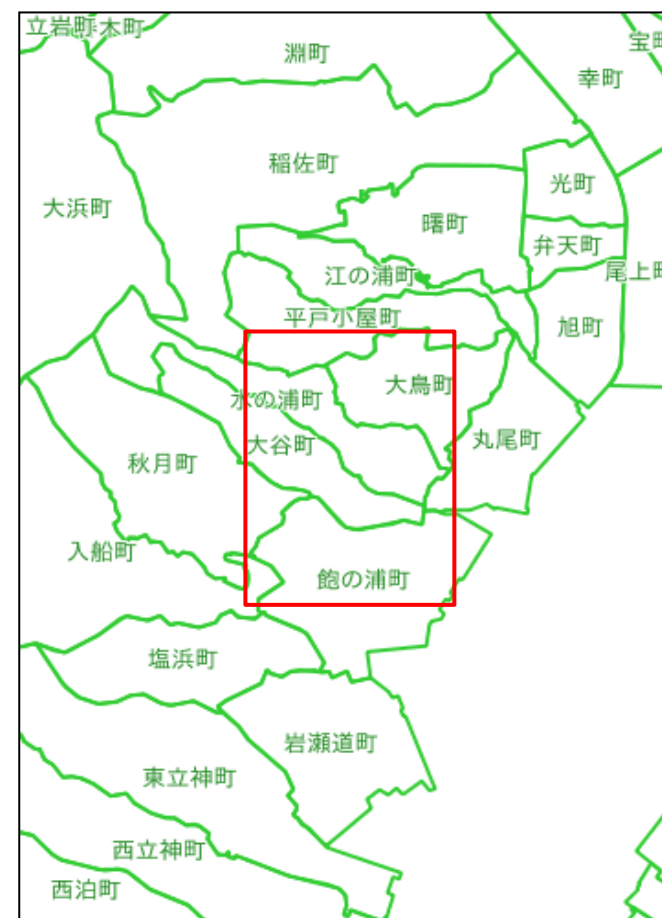 立岩町
木町
淵町
宝町
幸町
稲佐町
光町
大浜町
曙町
弁天町
江の浦町
尾上町
平戸小屋町
旭町
大鳥町
水の浦町
丸尾町
大谷町
秋月町
入船町
飽の浦町
塩浜町
岩瀬道町
東立神町
西立神町
西泊町